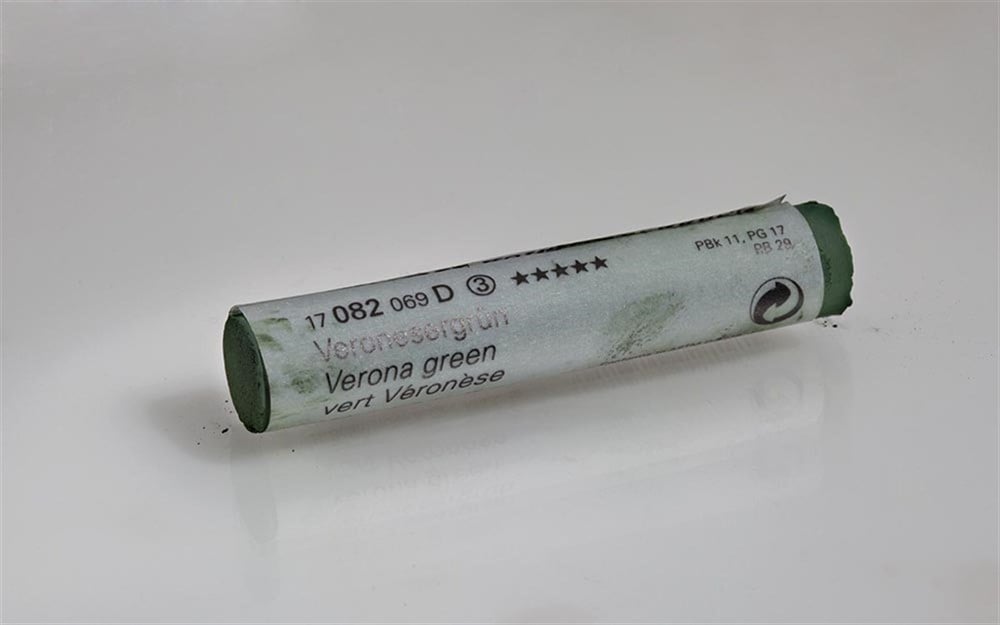 17 082 069 D ③ ★★★★★
Veronesergrün
Verona green
vert Véronèse
PBk 11, PG 17
PB 29